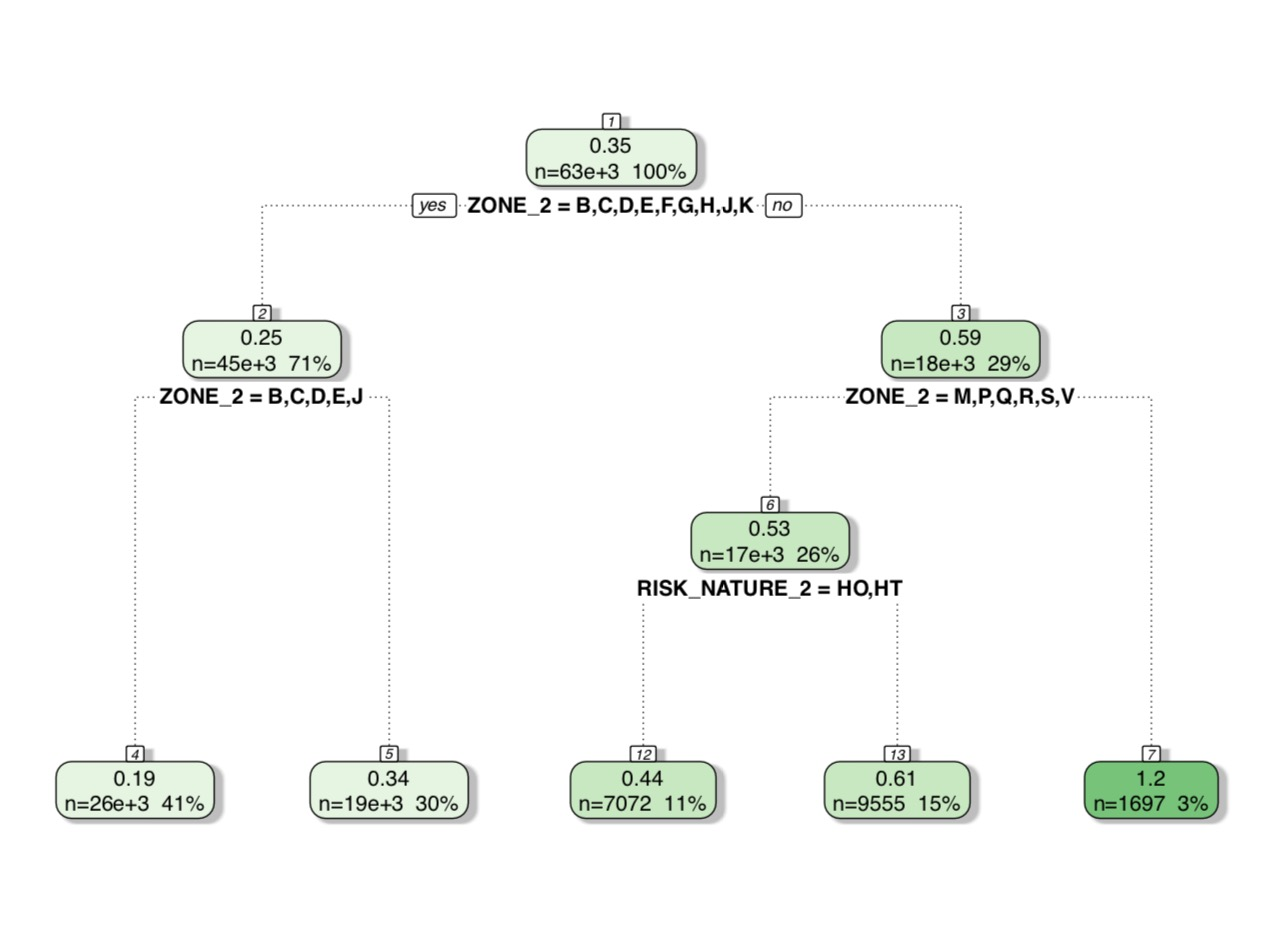 1
0.35
n=63e+3 100%
yes ZONE_2 = B,C,D,E,F,G,H,J,K no
2
0.25
n=45e+3 71%
ZONE_2 = B,C,D,E,J
3
0.59
n=18e+3 29%
ZONE_2 = M,P,Q,R,S,V
6
0.53
n=17e+3 26%
RISK_NATURE_2 = HO,HT
4
0.19
n=26e+3 41%
5
0.34
n=19e+3 30%
12
0.44
n=7072 11%
13
0.61
n=9555 15%
7
1.2
n=1697 3%